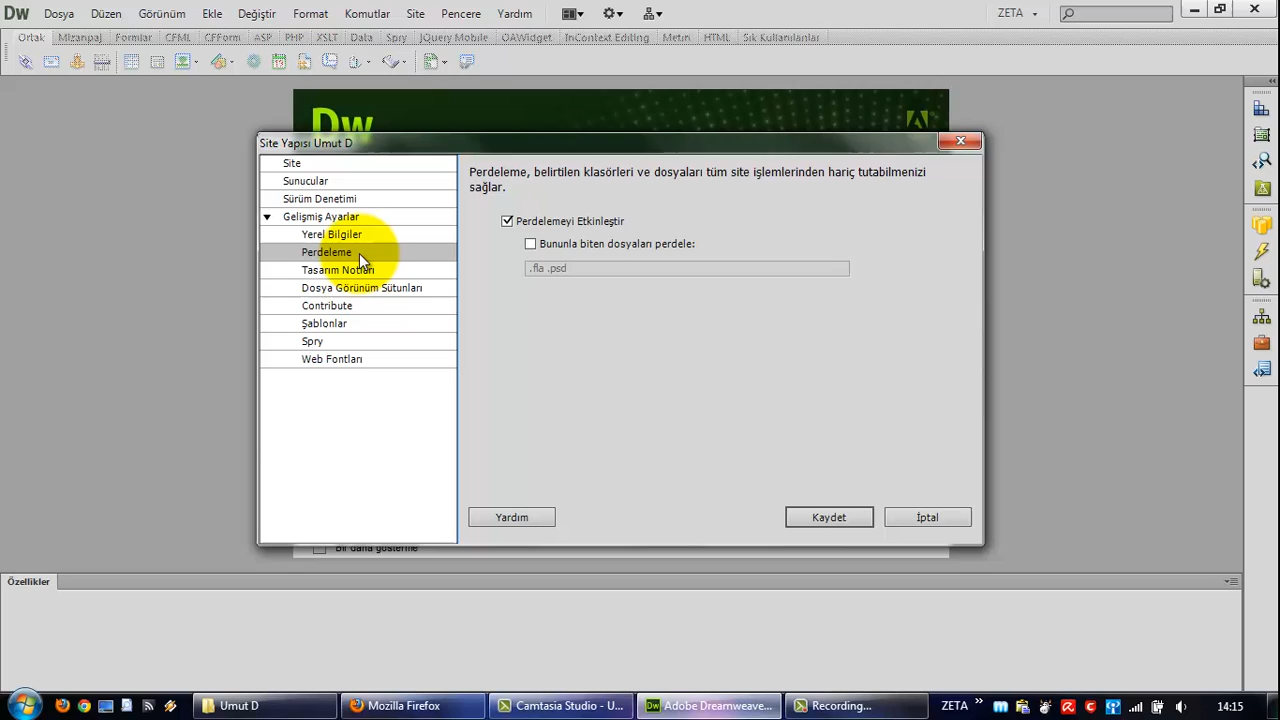 Dw Dosya Düzen Görünüm Ekle Değiştir Format Komutlar Site Pencere Yardım ZETA
Ortak Mizanpaj Formlar CFML CFForm ASP PHP XSLT Data Spry jQuery Mobile OAWidget InContext Editing Metin HTML Sık Kullanılanlar
Dw
Site Yapısı Umut D
Site
Sunucular
Sürüm Denetimi
Gelişmiş Ayarlar
Yerel Bilgiler
Perdeleme
Tasarım Notları
Dosya Görünüm Sütunları
Contribute
Şablonlar
Spry
Web Fontları
Perdeleme, belirtilen klasörleri ve dosyaları tüm site işlemlerinden hariç tutabilmenizi
sağlar.
Perdelemeyi Etkinleştir
Bununla biten dosyaları perdele:
.fla .psd
Yardım Kaydet İptal
Bir daha gösterme
Özellikler
Umut D Mozilla Firefox Camtasia Studio - U... Adobe Dreamweave... Recording... ZETA 14:15